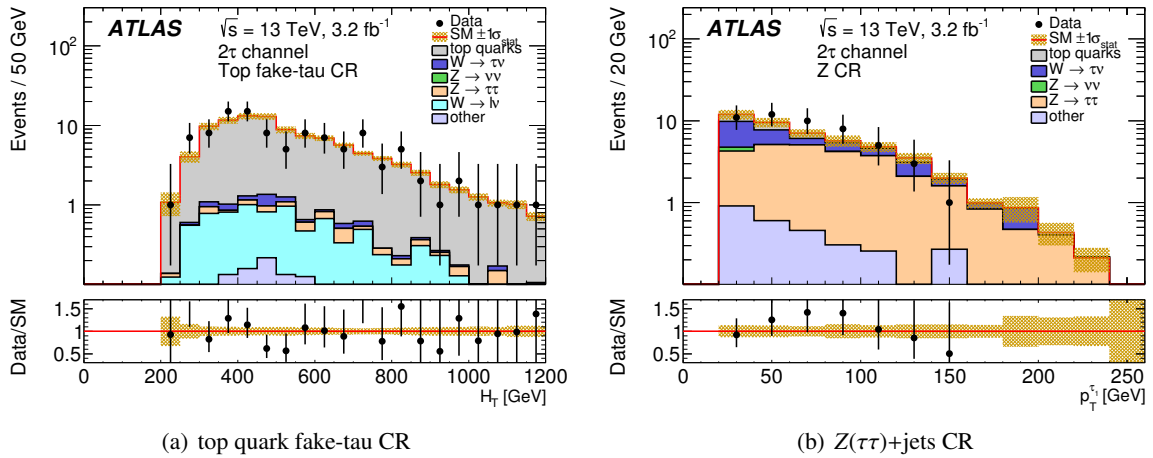 ATLAS
√s = 13 TeV, 3.2 fb⁻¹
2τ channel
Top fake-tau CR
Data
SM ±1σstat
top quarks
W → τν
Z → νν
Z → ττ
W → lν
other
Events / 50 GeV
10²
10
1
Data/SM
1.5
1
0.5
0 200 400 600 800 1000 1200
H_T [GeV]
(a) top quark fake-tau CR
ATLAS
√s = 13 TeV, 3.2 fb⁻¹
2τ channel
Z CR
Data
SM ±1σstat
top quarks
W → τν
Z → νν
Z → ττ
other
Events / 20 GeV
10²
10
1
Data/SM
1.5
1
0.5
0 50 100 150 200 250
p_T^τ₁ [GeV]
(b) Z(ττ)+jets CR